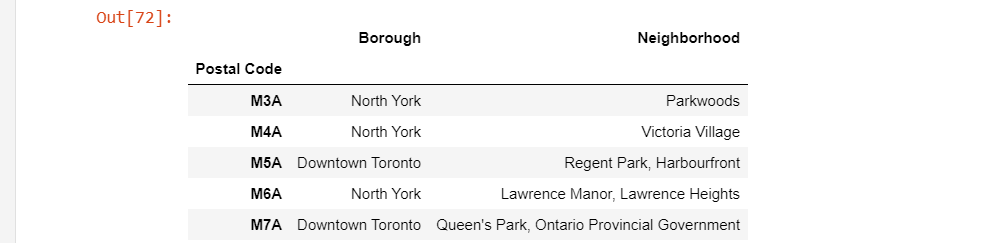 Out[72]:
Borough Neighborhood
Postal Code
M3A North York Parkwoods
M4A North York Victoria Village
M5A Downtown Toronto Regent Park, Harbourfront
M6A North York Lawrence Manor, Lawrence Heights
M7A Downtown Toronto Queen's Park, Ontario Provincial Government